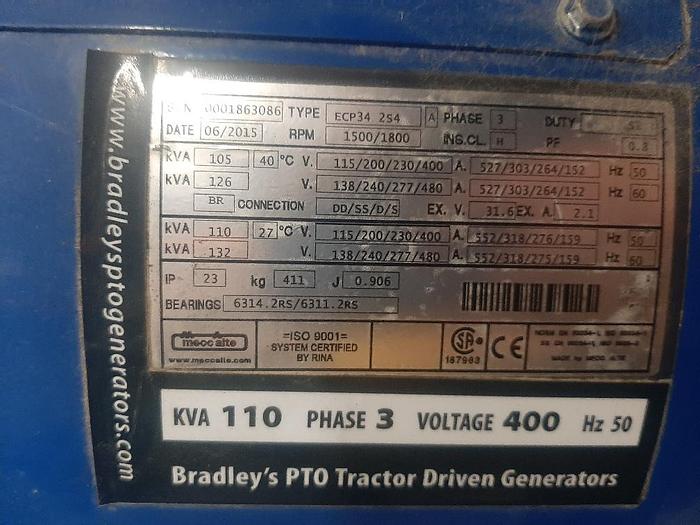 www.bradleysptogenerators.com
S N 0001863086 TYPE ECP34 2S4 A PHASE 3 DUTY S1
DATE 06/2015 RPM 1500/1800 INS.CL. H PF 0.8
kVA 105 40 °C V. 115/200/230/400 A. 527/303/264/152 Hz 50
kVA 126 V. 138/240/277/480 A. 527/303/264/152 Hz 60
BR CONNECTION DD/SS/D/S EX. V. 31.6 EX. A. 2.1
kVA 110 27 °C V. 115/200/230/400 A. 552/318/276/159 Hz 50
kVA 132 V. 138/240/277/480 A. 552/318/275/159 Hz 60
IP 23 kg 411 J 0.906
BEARINGS 6314.2RS/6311.2RS
mecc alte
www.meccalte.com
=ISO 9001=
SYSTEM CERTIFIED
BY RINA
SA
187983
CE
MADE by MECC ALTE
KVA 110 PHASE 3 VOLTAGE 400 Hz 50
Bradley's PTO Tractor Driven Generators